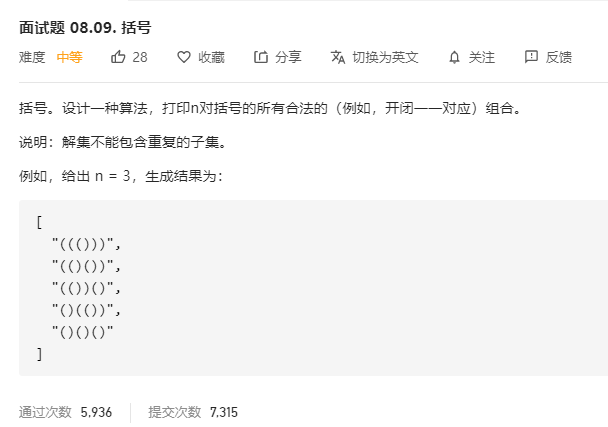 面试题 08.09. 括号
难度 中等 28 收藏 分享 切换为英文 关注 反馈
括号。设计一种算法，打印n对括号的所有合法的（例如，开闭一一对应）组合。
说明：解集不能包含重复的子集。
例如，给出 n = 3，生成结果为：
[
"((()))",
"(()())",
"(())()",
"()(())",
"()()()"
]
通过次数 5,936 提交次数 7,315